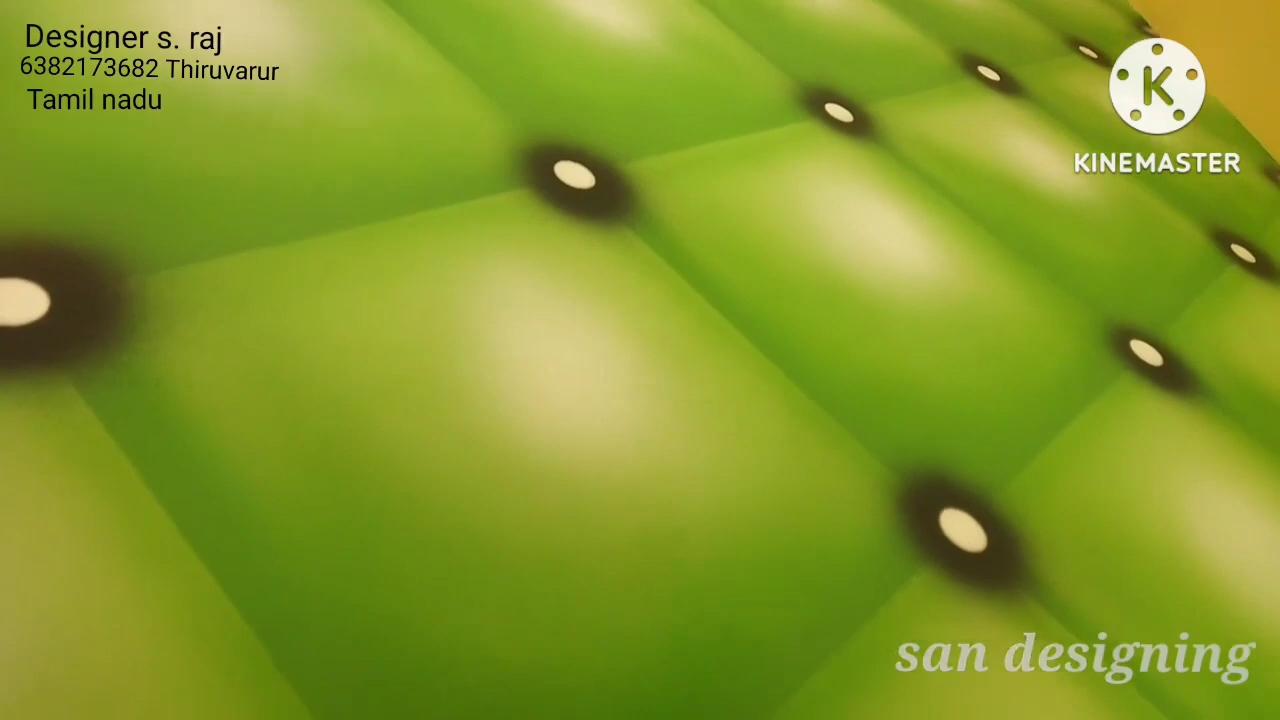 Designer s. raj
6382173682 Thiruvarur
Tamil nadu
K
KINEMASTER
san designing